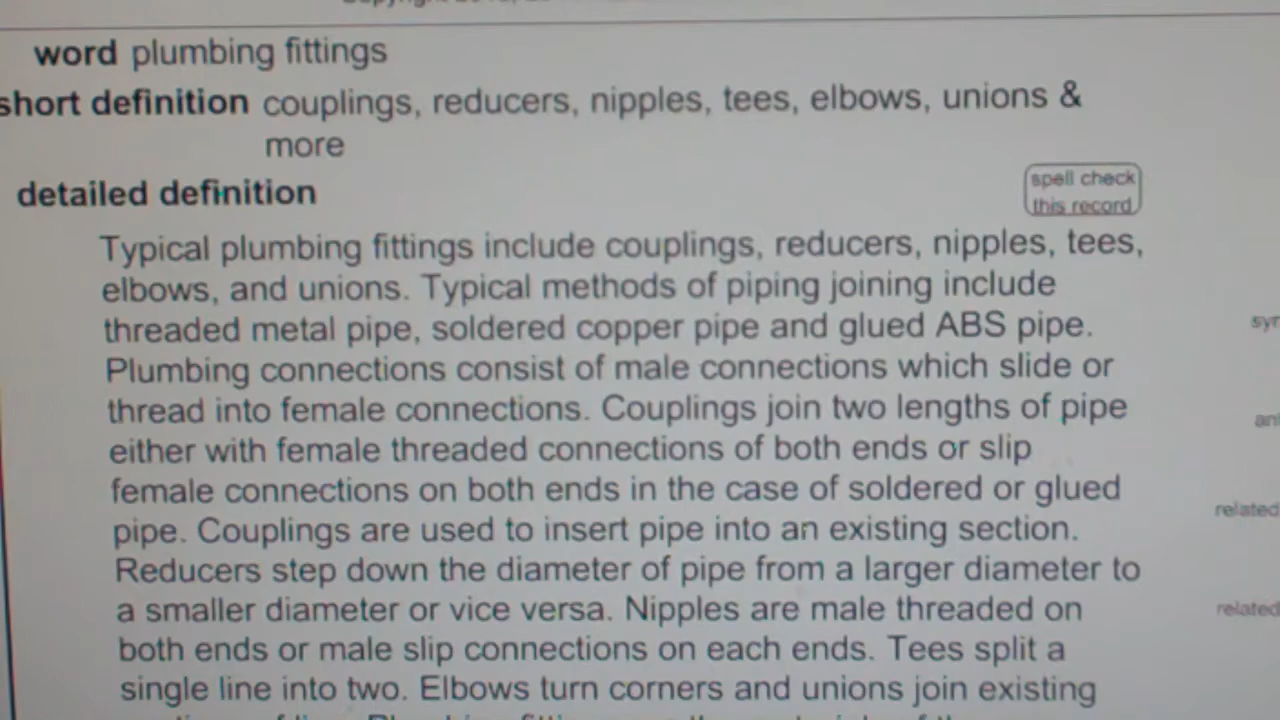 word plumbing fittings
short definition couplings, reducers, nipples, tees, elbows, unions &
more
detailed definition
spell check
this record
Typical plumbing fittings include couplings, reducers, nipples, tees,
elbows, and unions. Typical methods of piping joining include
threaded metal pipe, soldered copper pipe and glued ABS pipe.
Plumbing connections consist of male connections which slide or
thread into female connections. Couplings join two lengths of pipe
either with female threaded connections of both ends or slip
female connections on both ends in the case of soldered or glued
pipe. Couplings are used to insert pipe into an existing section.
Reducers step down the diameter of pipe from a larger diameter to
a smaller diameter or vice versa. Nipples are male threaded on
both ends or male slip connections on each ends. Tees split a
single line into two. Elbows turn corners and unions join existing
syn
related
related